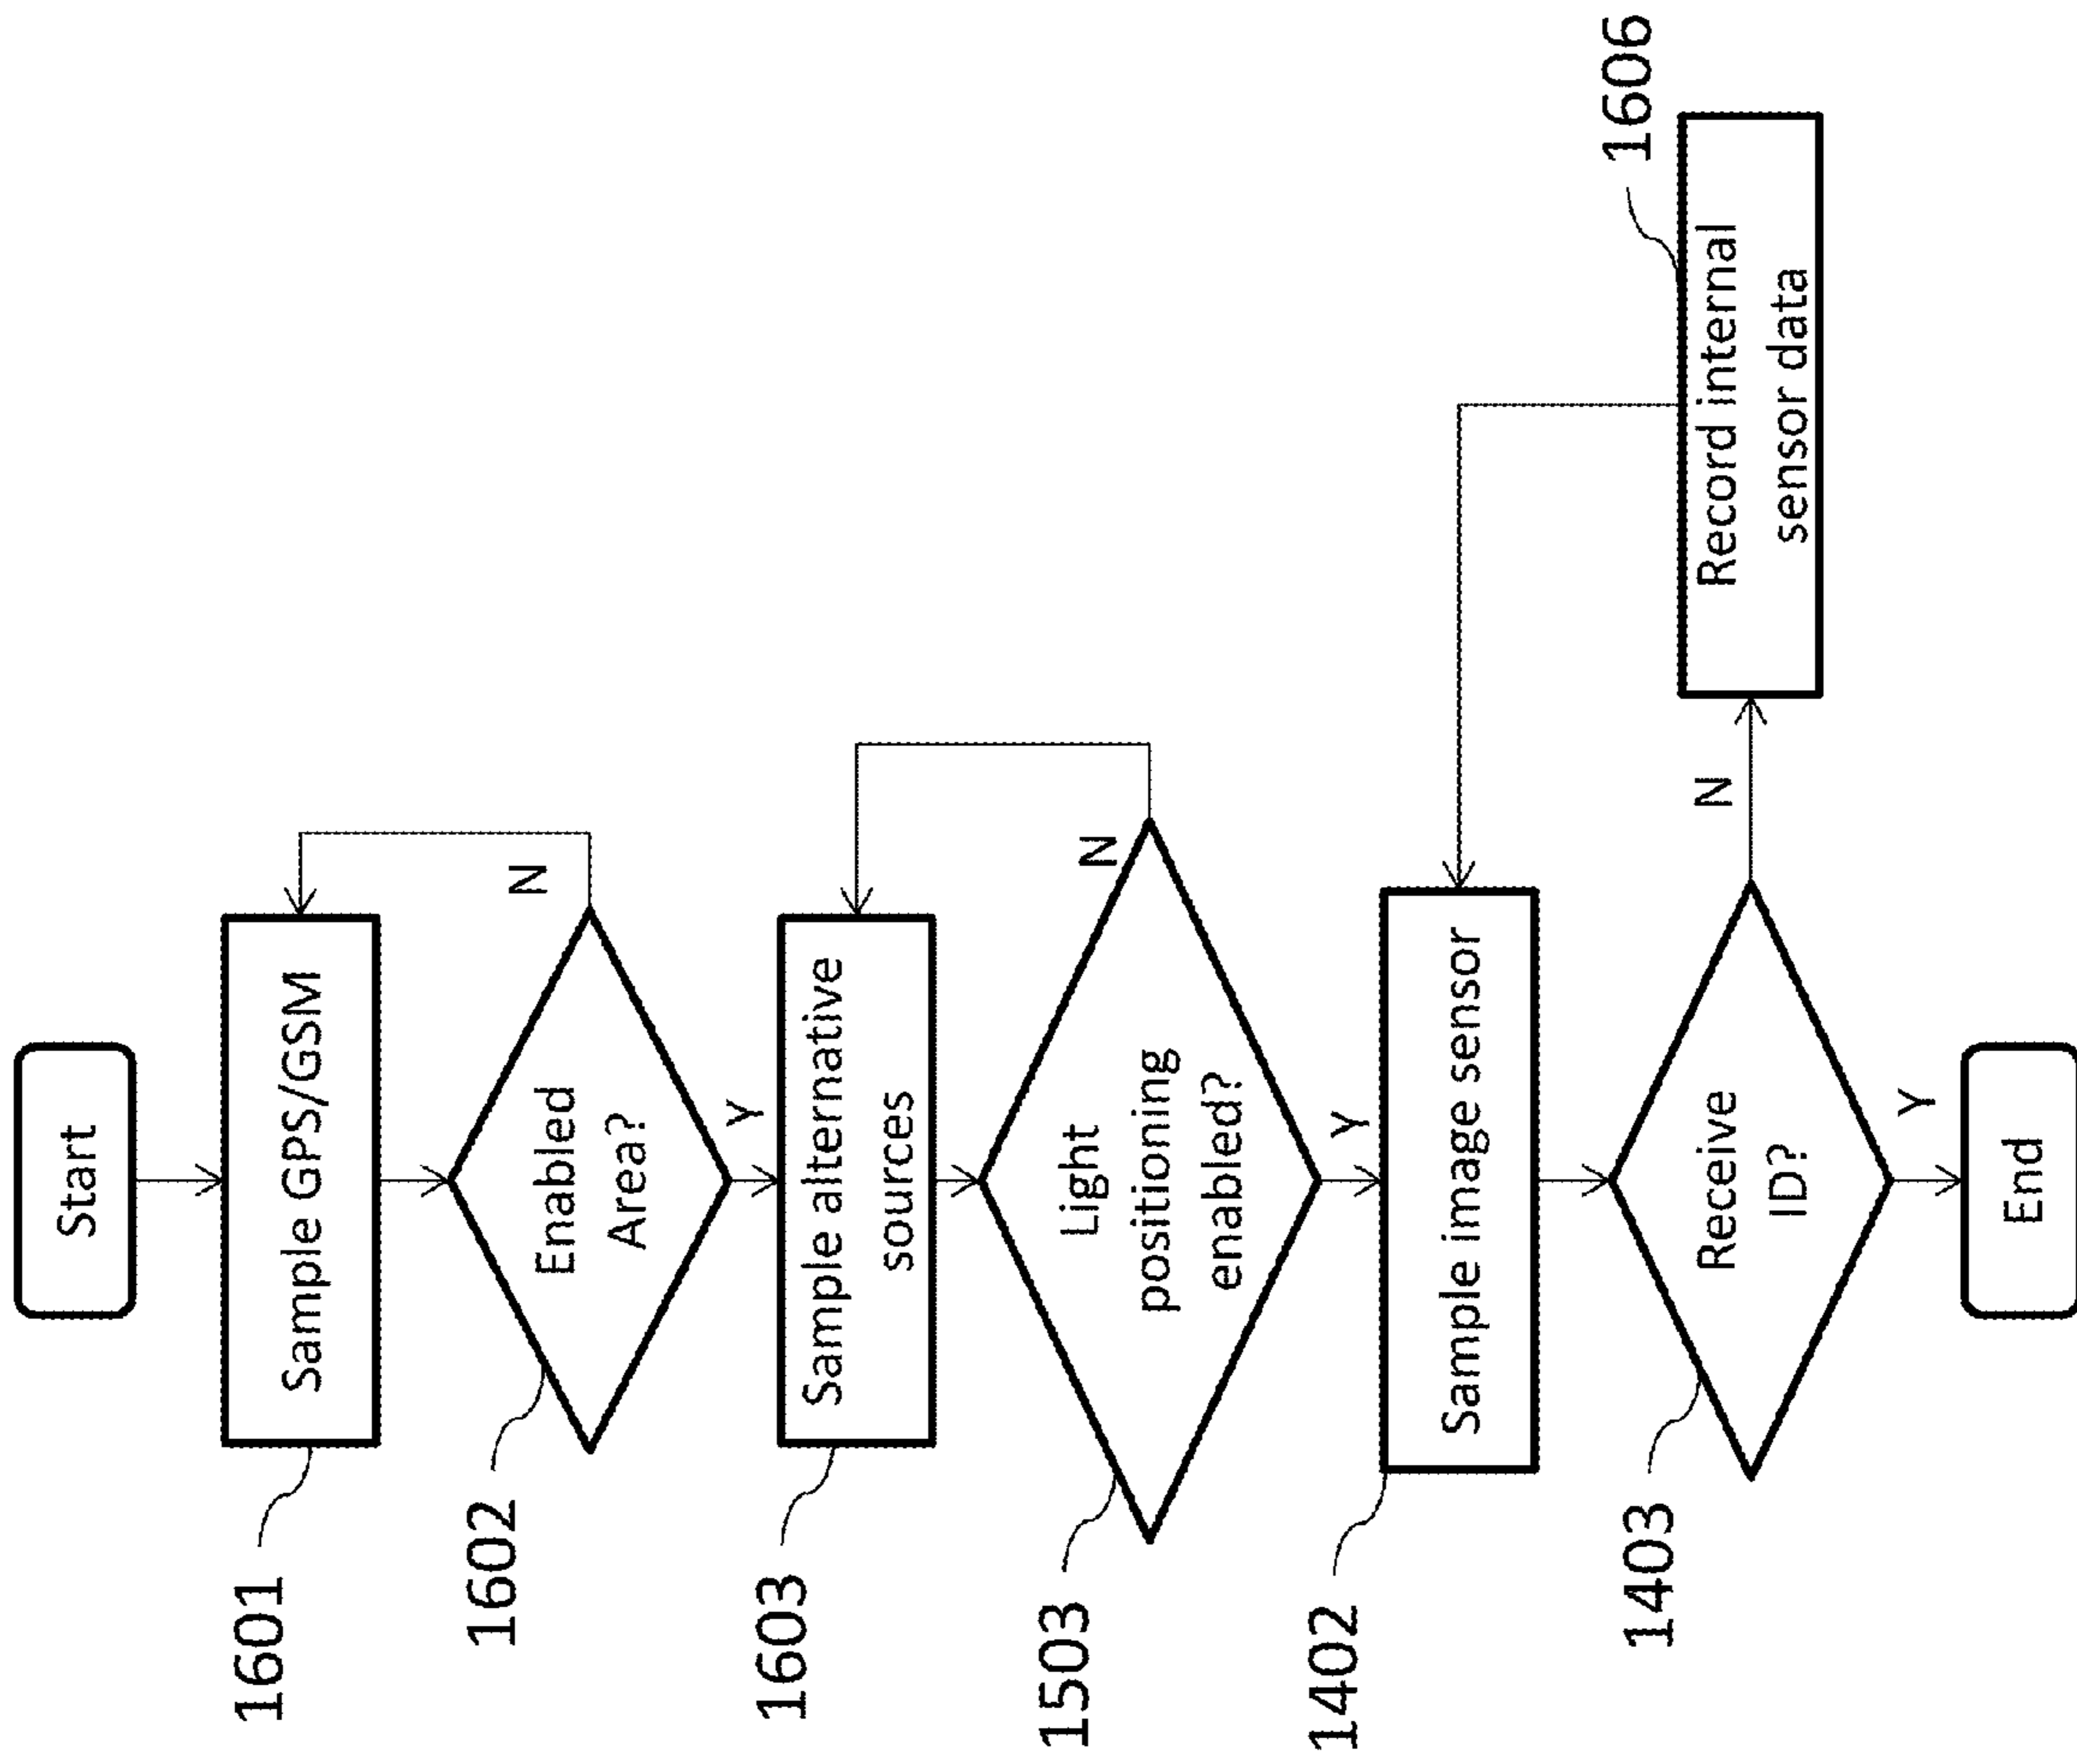 Start
1601
Sample GPS/GSM
1602
Enabled
Area?
N
Y
1603
Sample alternative
sources
1503
Light
positioning
enabled?
N
Y
1402
Sample image sensor
1403
Receive
ID?
N
Y
1606
Record internal
sensor data
End